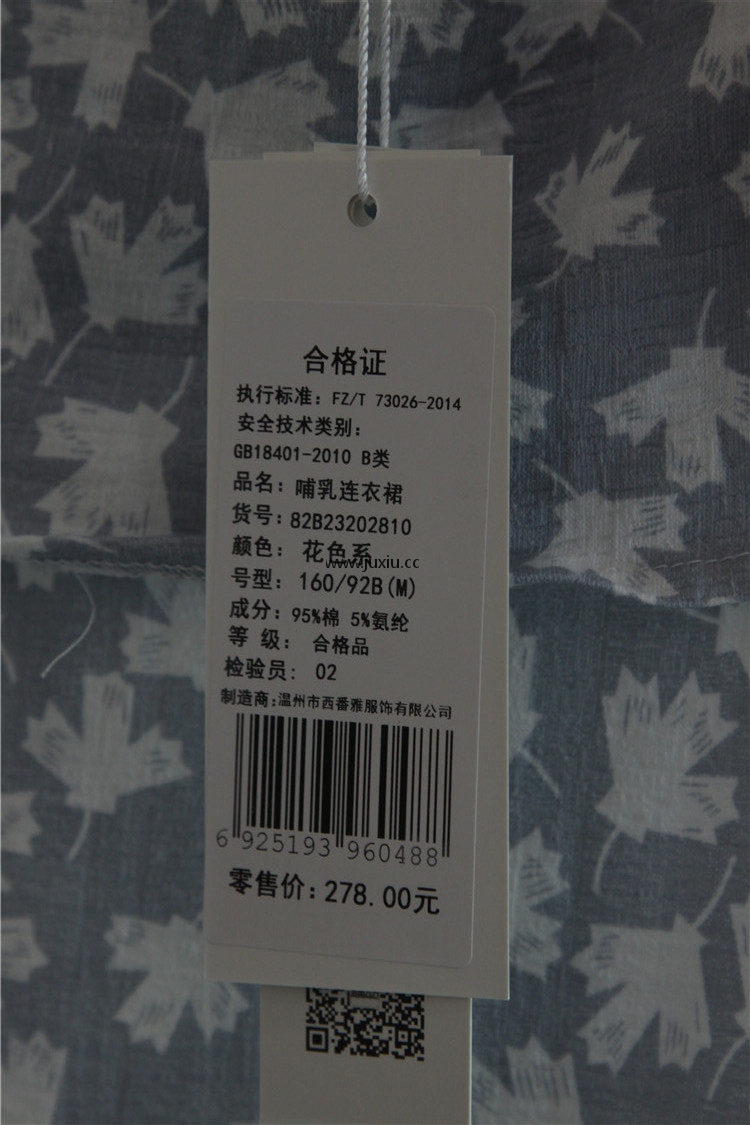 合格证
执行标准: FZ/T 73026-2014
安全技术类别:
GB18401-2010 B类
品名: 哺乳连衣裙
货号: 82B23202810
颜色: 花色系
www.juxiu.cc
号型: 160/92B(M)
成分: 95%棉 5%氨纶
等 级: 合格品
检验员: 02
制造商:温州市西番雅服饰有限公司
6 925193 960488
零售价: 278.00元